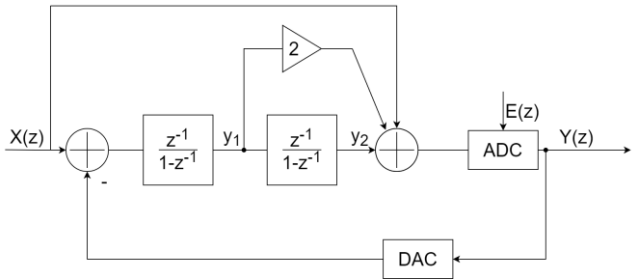 2
X(z)
z-1
1-z-1
y1
z-1
1-z-1
y2
E(z)
ADC
Y(z)
-
DAC